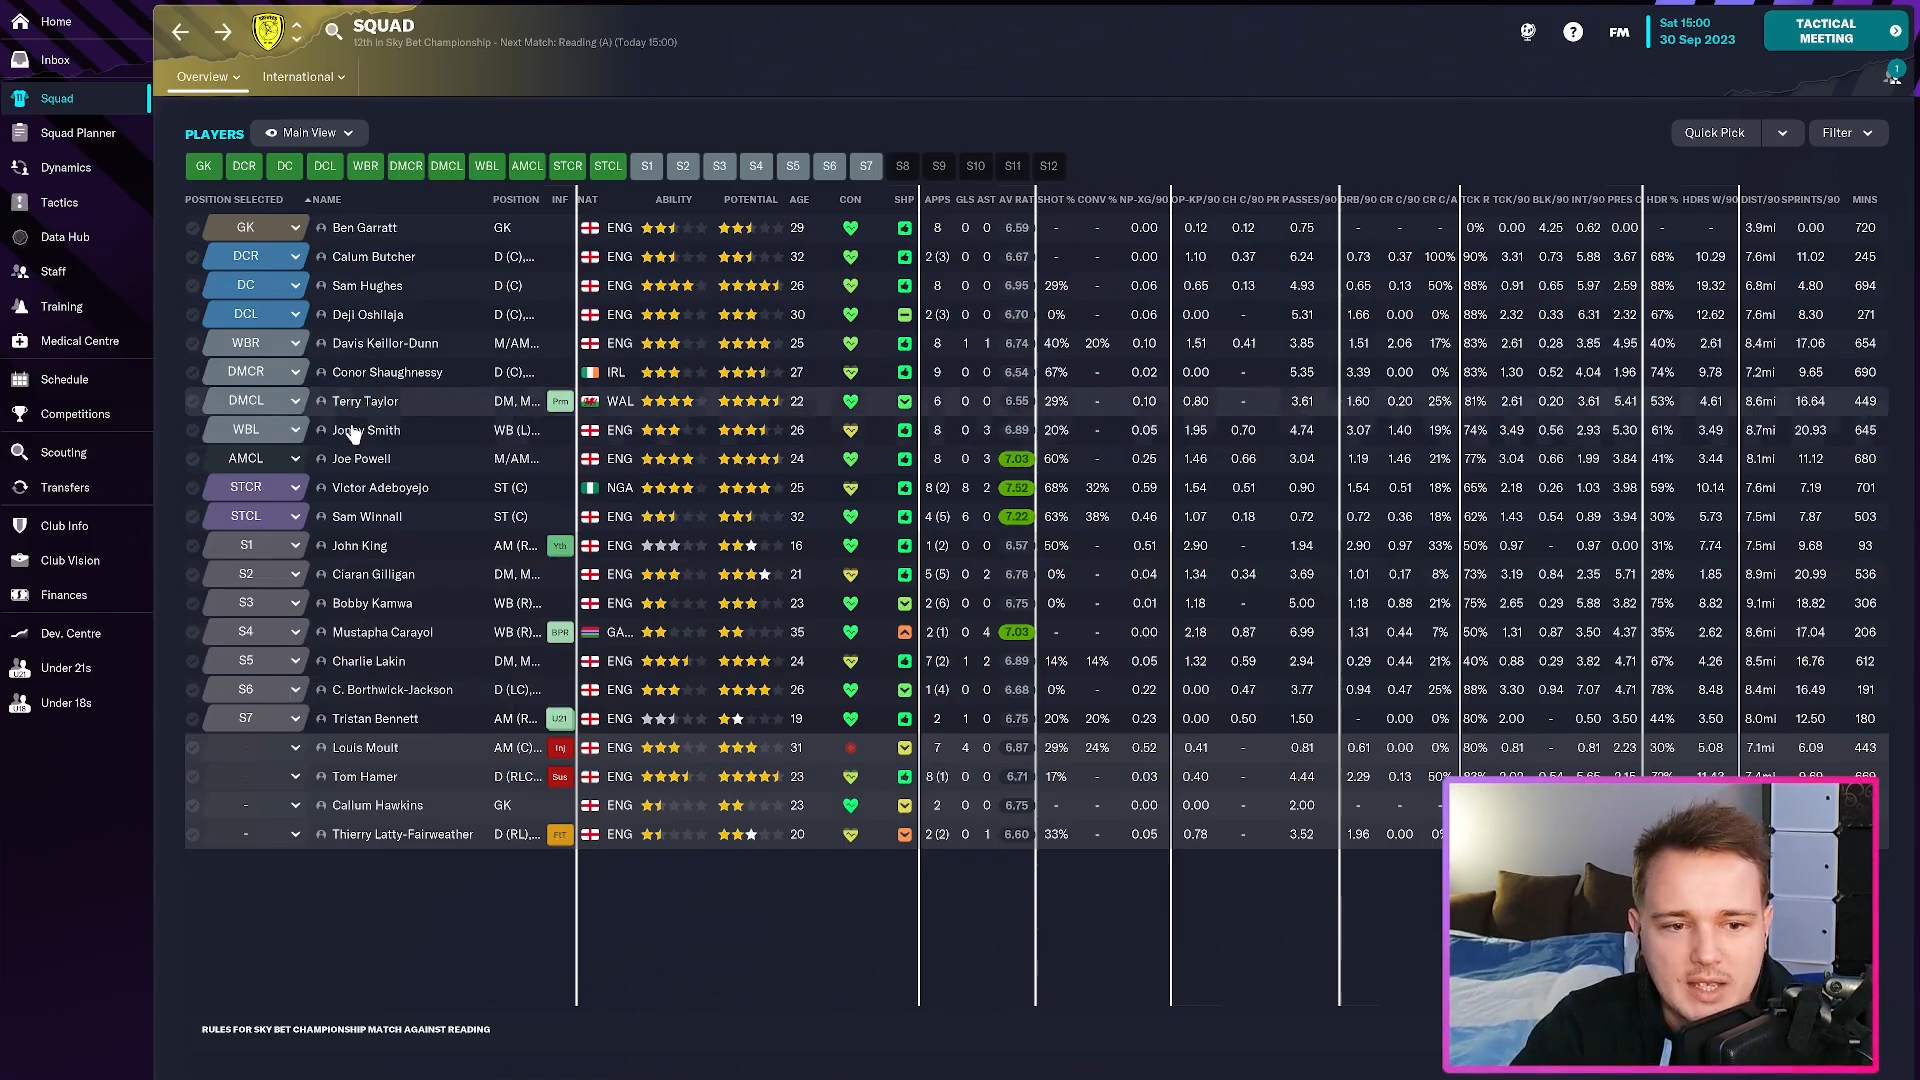 Home
Inbox
Squad
Squad Planner
Dynamics
Tactics
Data Hub
Staff
Training
Medical Centre
Schedule
Competitions
Scouting
Transfers
Club Info
Club Vision
Finances
Dev. Centre
Under 21s
Under 18s
SQUAD
12th in Sky Bet Championship - Next Match: Reading (A) (Today 15:00)
FM
Sat 15:00
30 Sep 2023
TACTICAL MEETING
1
Overview International
PLAYERS Main View Quick Pick Filter
GK DCR DC DCL WBR DMCR DMCL WBL AMCL STCR STCL S1 S2 S3 S4 S5 S6 S7 S8 S9 S10 S11 S12
POSITION SELECTED NAME POSITION INF NAT ABILITY POTENTIAL AGE CON SHP APPS GLS AST AV RAT SHOT % CONV % NP-XG/90 OP-KP/90 CH C/90 PR PASSES/90 DRB/90 CR C/90 CR C/A TCK R TCK/90 BLK/90 INT/90 PRES C HDR % HDRS W/90 DIST/90 SPRINTS/90 MINS
GK Ben Garratt GK ENG 29 8 0 0 6.59 - - 0.00 0.12 0.12 0.75 - - - 0% 0.00 4.25 0.62 0.00 - - 3.9mi 0.00 720
DCR Calum Butcher D (C),... ENG 32 2 (3) 0 0 6.67 - - 0.00 1.10 0.37 6.24 0.73 0.37 100% 90% 3.31 0.73 5.88 3.67 68% 10.29 7.6mi 11.02 245
DC Sam Hughes D (C) ENG 26 8 0 0 6.95 29% - 0.06 0.65 0.13 4.93 0.65 0.13 50% 88% 0.91 0.65 5.97 2.59 88% 19.32 6.8mi 4.80 694
DCL Deji Oshilaja D (C),... ENG 30 2 (3) 0 0 6.70 0% - 0.06 0.00 - 5.31 1.66 0.00 0% 88% 2.32 0.33 6.31 2.32 67% 12.62 7.6mi 8.30 271
WBR Davis Keillor-Dunn M/AM... ENG 25 8 1 1 6.74 40% 20% 0.10 1.51 0.41 3.85 1.51 2.06 17% 83% 2.61 0.28 3.85 4.95 40% 2.61 8.4mi 17.06 654
DMCR Conor Shaughnessy D (C),... IRL 27 9 0 0 6.54 67% - 0.02 0.00 - 5.35 3.39 0.00 0% 83% 1.30 0.52 4.04 1.96 74% 9.78 7.2mi 9.65 690
DMCL Terry Taylor DM, M... Prm WAL 22 6 0 0 6.55 29% - 0.10 0.80 - 3.61 1.60 0.20 25% 81% 2.61 0.20 3.61 5.41 53% 4.61 8.6mi 16.64 449
WBL Smith WB (L)... ENG 26 8 0 3 6.89 20% - 0.05 1.95 0.70 4.74 3.07 1.40 19% 74% 3.49 0.56 2.93 5.30 61% 3.49 8.7mi 20.93 645
AMCL Joe Powell M/AM... ENG 24 8 0 3 7.03 60% - 0.25 1.46 0.66 3.04 1.19 1.46 21% 77% 3.04 0.66 1.99 3.84 41% 3.44 8.1mi 11.12 680
STCR Victor Adeboyejo ST (C) NGA 25 8 (2) 8 2 7.52 68% 32% 0.59 1.54 0.51 0.90 1.54 0.51 18% 65% 2.18 0.26 1.03 3.98 59% 10.14 7.6mi 7.19 701
STCL Sam Winnall ST (C) ENG 32 4 (5) 6 0 7.22 63% 38% 0.46 1.07 0.18 0.72 0.72 0.36 18% 62% 1.43 0.54 0.89 3.94 30% 5.73 7.5mi 7.87 503
S1 John King AM (R... Yth ENG 16 1 (2) 0 0 6.57 50% - 0.51 2.90 - 1.94 2.90 0.97 33% 50% 0.97 - 0.97 0.00 31% 7.74 7.5mi 9.68 93
S2 Ciaran Gilligan DM, M... ENG 21 5 (5) 0 2 6.76 0% - 0.04 1.34 0.34 3.69 1.01 0.17 8% 73% 3.19 0.84 2.35 5.71 28% 1.85 8.9mi 20.99 536
S3 Bobby Kamwa WB (R)... ENG 23 2 (6) 0 0 6.75 0% - 0.01 1.18 - 5.00 1.18 0.88 21% 75% 2.65 0.29 5.88 3.82 75% 8.82 9.1mi 18.82 306
S4 Mustapha Carayol WB (R)... BPR GA... 35 2 (1) 0 4 7.03 - - 0.00 2.18 0.87 6.99 1.31 0.44 7% 50% 1.31 0.87 3.50 4.37 35% 2.62 8.6mi 17.04 206
S5 Charlie Lakin DM, M... ENG 24 7 (2) 1 2 6.89 14% 14% 0.05 1.32 0.59 2.94 0.29 0.44 21% 40% 0.88 0.29 3.82 4.71 67% 4.26 8.5mi 16.76 612
S6 C. Borthwick-Jackson D (LC),... ENG 26 1 (4) 0 0 6.68 0% - 0.22 0.00 0.47 3.77 0.94 0.47 25% 88% 3.30 0.94 7.07 4.71 78% 8.48 8.4mi 16.49 191
S7 Tristan Bennett AM (R... U21 ENG 19 2 1 0 6.75 20% 20% 0.23 0.00 0.50 1.50 - 0.00 0% 80% 2.00 - 0.50 3.50 44% 3.50 8.0mi 12.50 180
- Louis Moult AM (C)... Inj ENG 31 7 4 0 6.87 29% 24% 0.52 0.41 - 0.81 0.61 0.00 0% 80% 0.81 - 0.81 2.23 30% 5.08 7.1mi 6.09 443
- Tom Hamer D (RLC... Sus ENG 23 8 (1) 0 0 6.71 17% - 0.03 0.40 - 4.44 2.29 0.13 50%
- Callum Hawkins GK ENG 23 2 0 0 6.75 - - 0.00 0.00 - 2.00 - -
- Thierry Latty-Fairweather D (RL),... FtT ENG 20 2 (2) 0 1 6.60 33% - 0.05 0.78 - 3.52 1.96 0.00
RULES FOR SKY BET CHAMPIONSHIP MATCH AGAINST READING